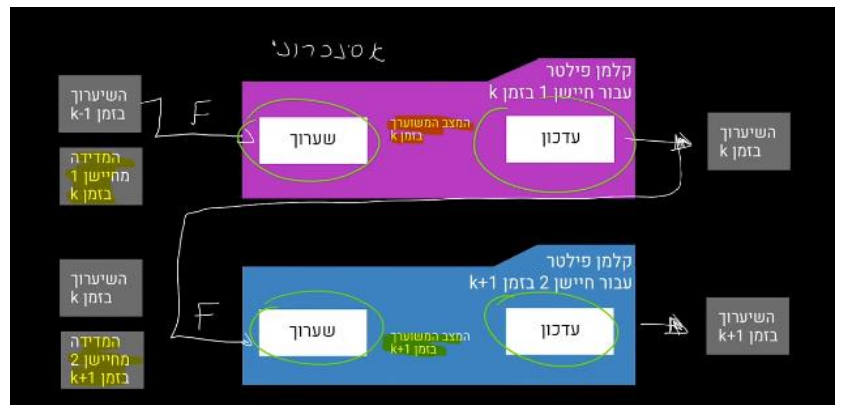 אסינכרוני
קלמן פילטר
עבור חיישן 1 בזמן k
השיערוך
בזמן k-1
F
שערוך
המצב המשוערך
בזמן k
עדכון
השיערוך
בזמן k
המדידה
מחיישן 1
בזמן k
קלמן פילטר
עבור חיישן 2 בזמן k+1
השיערוך
בזמן k
F
שערוך
המצב המשוערך
בזמן k+1
עדכון
השיערוך
בזמן k+1
המדידה
מחיישן 2
בזמן k+1